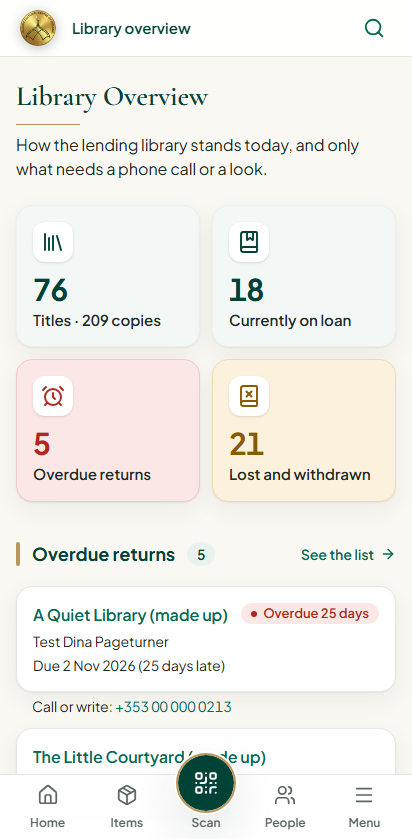 Library overview
Library Overview
How the lending library stands today, and only
what needs a phone call or a look.
76
Titles · 209 copies
18
Currently on loan
5
Overdue returns
21
Lost and withdrawn
Overdue returns 5
See the list →
A Quiet Library (made up)
Overdue 25 days
Test Dina Pageturner
Due 2 Nov 2026 (25 days late)
Call or write: +353 00 000 0213
The Little Courtyard up)
Home
Items
Scan
People
Menu